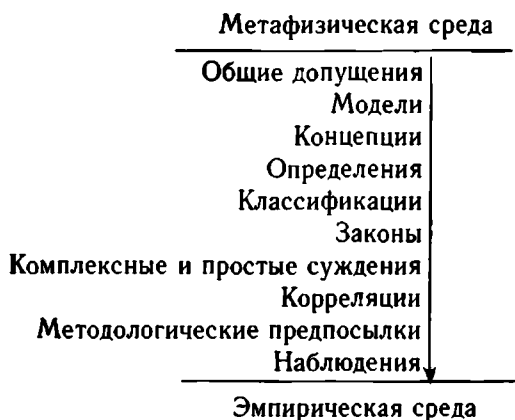 Метафизическая среда
Общие допущения
Модели
Концепции
Определения
Классификации
Законы
Комплексные и простые суждения
Корреляции
Методологические предпосылки
Наблюдения
Эмпирическая среда